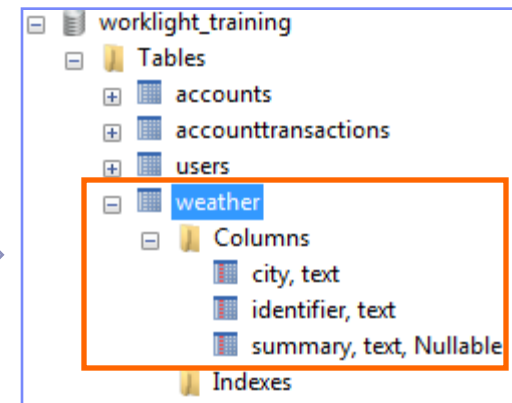 worklight_training
Tables
accounts
accounttransactions
users
weather
Columns
city, text
identifier, text
summary, text, Nullable
Indexes